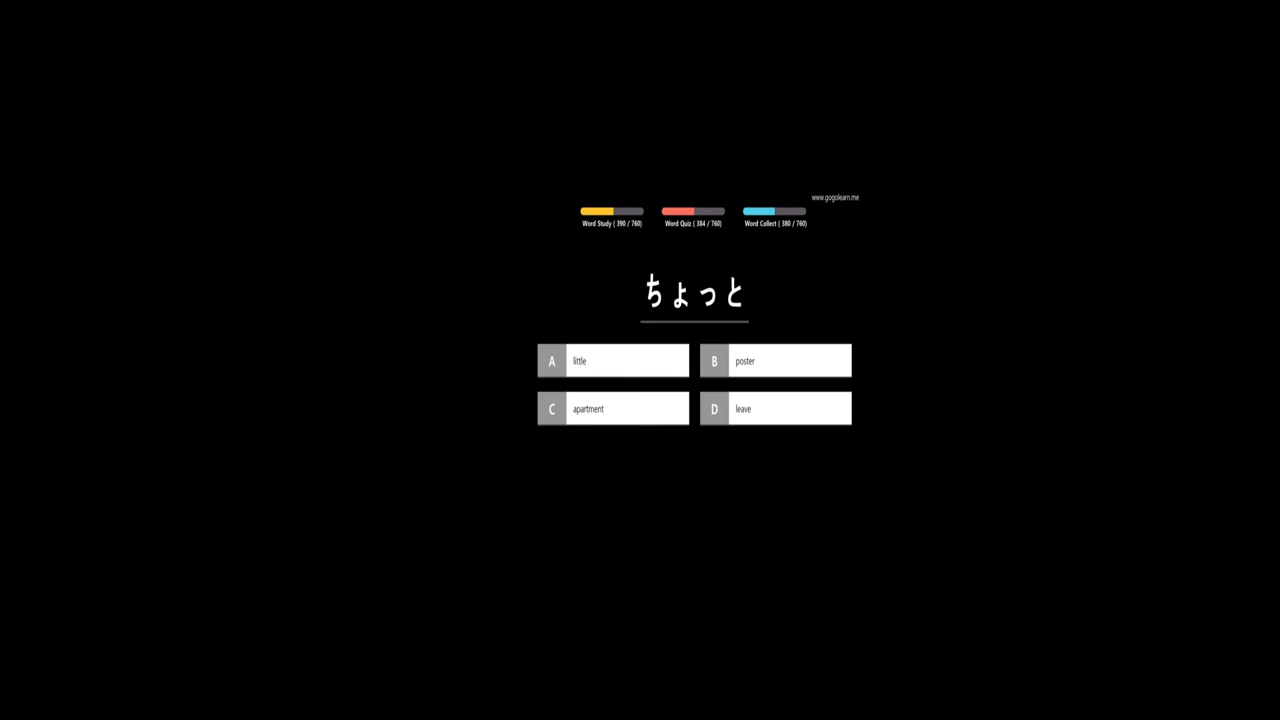 www.gogolearn.me
Word Study ( 390 / 760)
Word Quiz ( 384 / 760)
Word Collect ( 380 / 760)
ちょっと
A little
B poster
C apartment
D leave